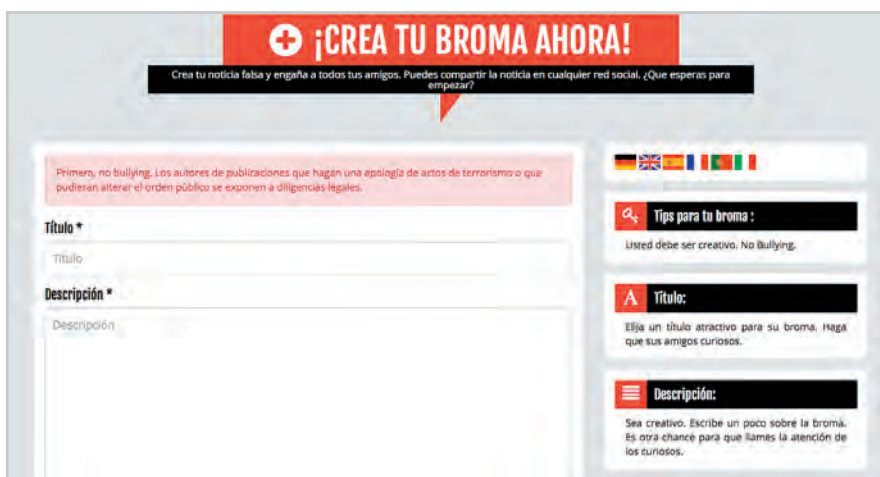 ¡CREA TU BROMA AHORA!
Crea tu noticia falsa y engaña a todos tus amigos. Puedes compartir la noticia en cualquier red social. ¿Que esperas para
empezar?
Primero, no bullying. Los autores de publicaciones que hagan una apología de actos de terrorismo o que
pudieran alterar el orden público se exponen a diligencias legales.
Título *
Título
Descripción *
Descripción
Tips para tu broma :
Usted debe ser creativo. No Bullying.
A Título:
Elija un título atractivo para su broma. Haga
que sus amigos curiosos.
Descripción:
Sea creativo. Escribe un poco sobre la broma.
Es otra chance para que llames la atención de
los curiosos.